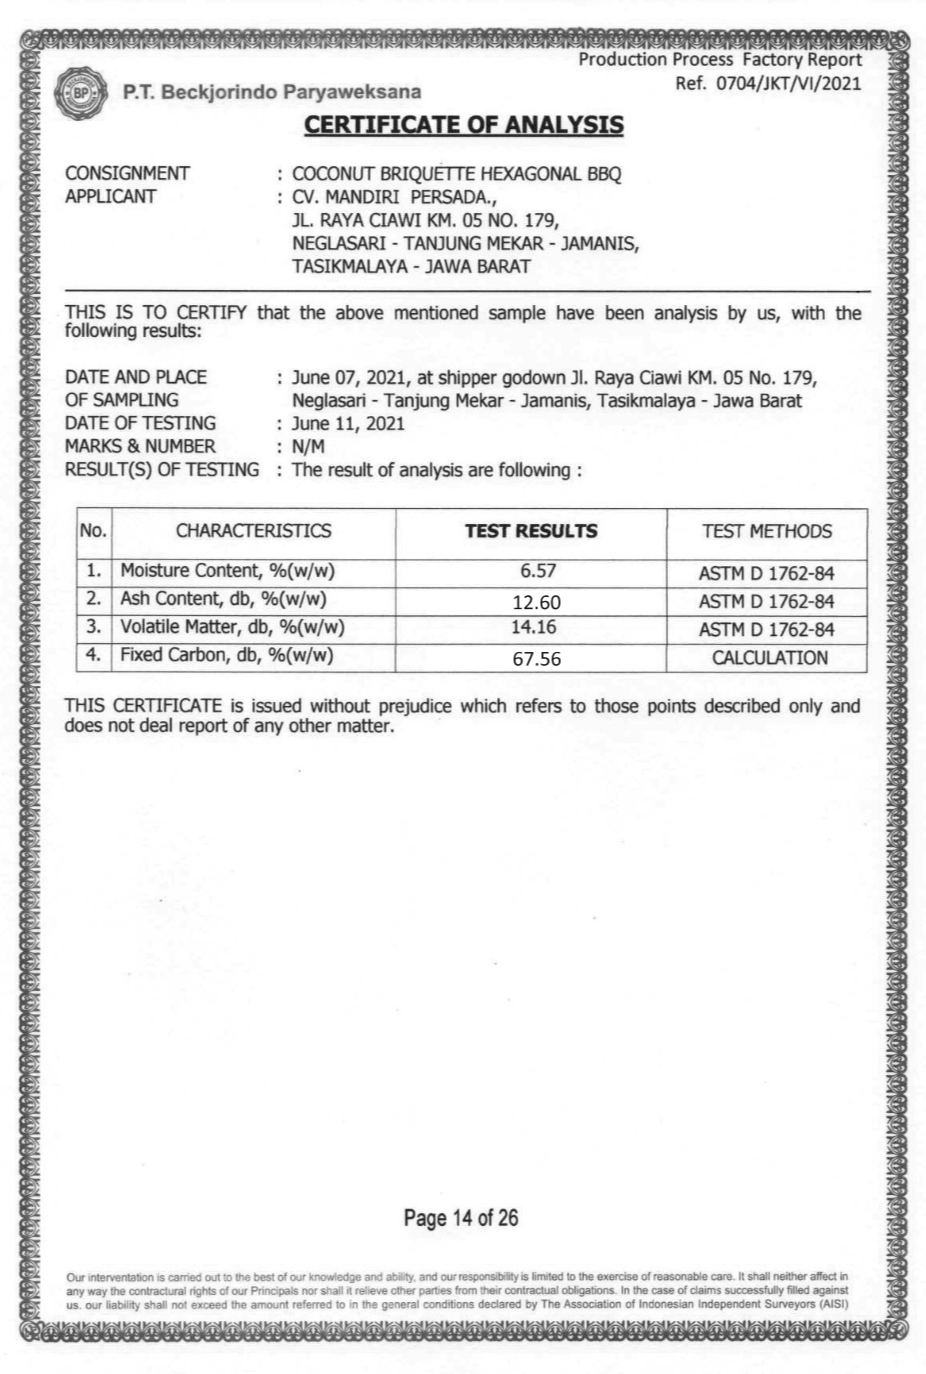 Production Process Factory Report
Ref. 0704/JKT/VI/2021
BP
P.T. Beckjorindo Paryaweksana
CERTIFICATE OF ANALYSIS
CONSIGNMENT : COCONUT BRIQUETTE HEXAGONAL BBQ
APPLICANT : CV. MANDIRI PERSADA.,
JL. RAYA CIAWI KM. 05 NO. 179,
NEGLASARI - TANJUNG MEKAR - JAMANIS,
TASIKMALAYA - JAWA BARAT
THIS IS TO CERTIFY that the above mentioned sample have been analysis by us, with the
following results:
DATE AND PLACE : June 07, 2021, at shipper godown Jl. Raya Ciawi KM. 05 No. 179,
OF SAMPLING Neglasari - Tanjung Mekar - Jamanis, Tasikmalaya - Jawa Barat
DATE OF TESTING : June 11, 2021
MARKS & NUMBER : N/M
RESULT(S) OF TESTING : The result of analysis are following :
No. CHARACTERISTICS TEST RESULTS TEST METHODS
1. Moisture Content, %(w/w) 6.57 ASTM D 1762-84
2. Ash Content, db, %(w/w) 12.60 ASTM D 1762-84
3. Volatile Matter, db, %(w/w) 14.16 ASTM D 1762-84
4. Fixed Carbon, db, %(w/w) 67.56 CALCULATION
THIS CERTIFICATE is issued without prejudice which refers to those points described only and
does not deal report of any other matter.
Page 14 of 26
Our interventation is carried out to the best of our knowledge and ability, and our responsibility is limited to the exercise of reasonable care. It shall neither affect in
any way the contractural rights of our Principals nor shall it relieve other parties from their contractual obligations. In the case of claims successfully filled against
us. our liability shall not exceed the amount referred to in the general conditions declared by The Association of Indonesian Independent Surveyors (AISI)